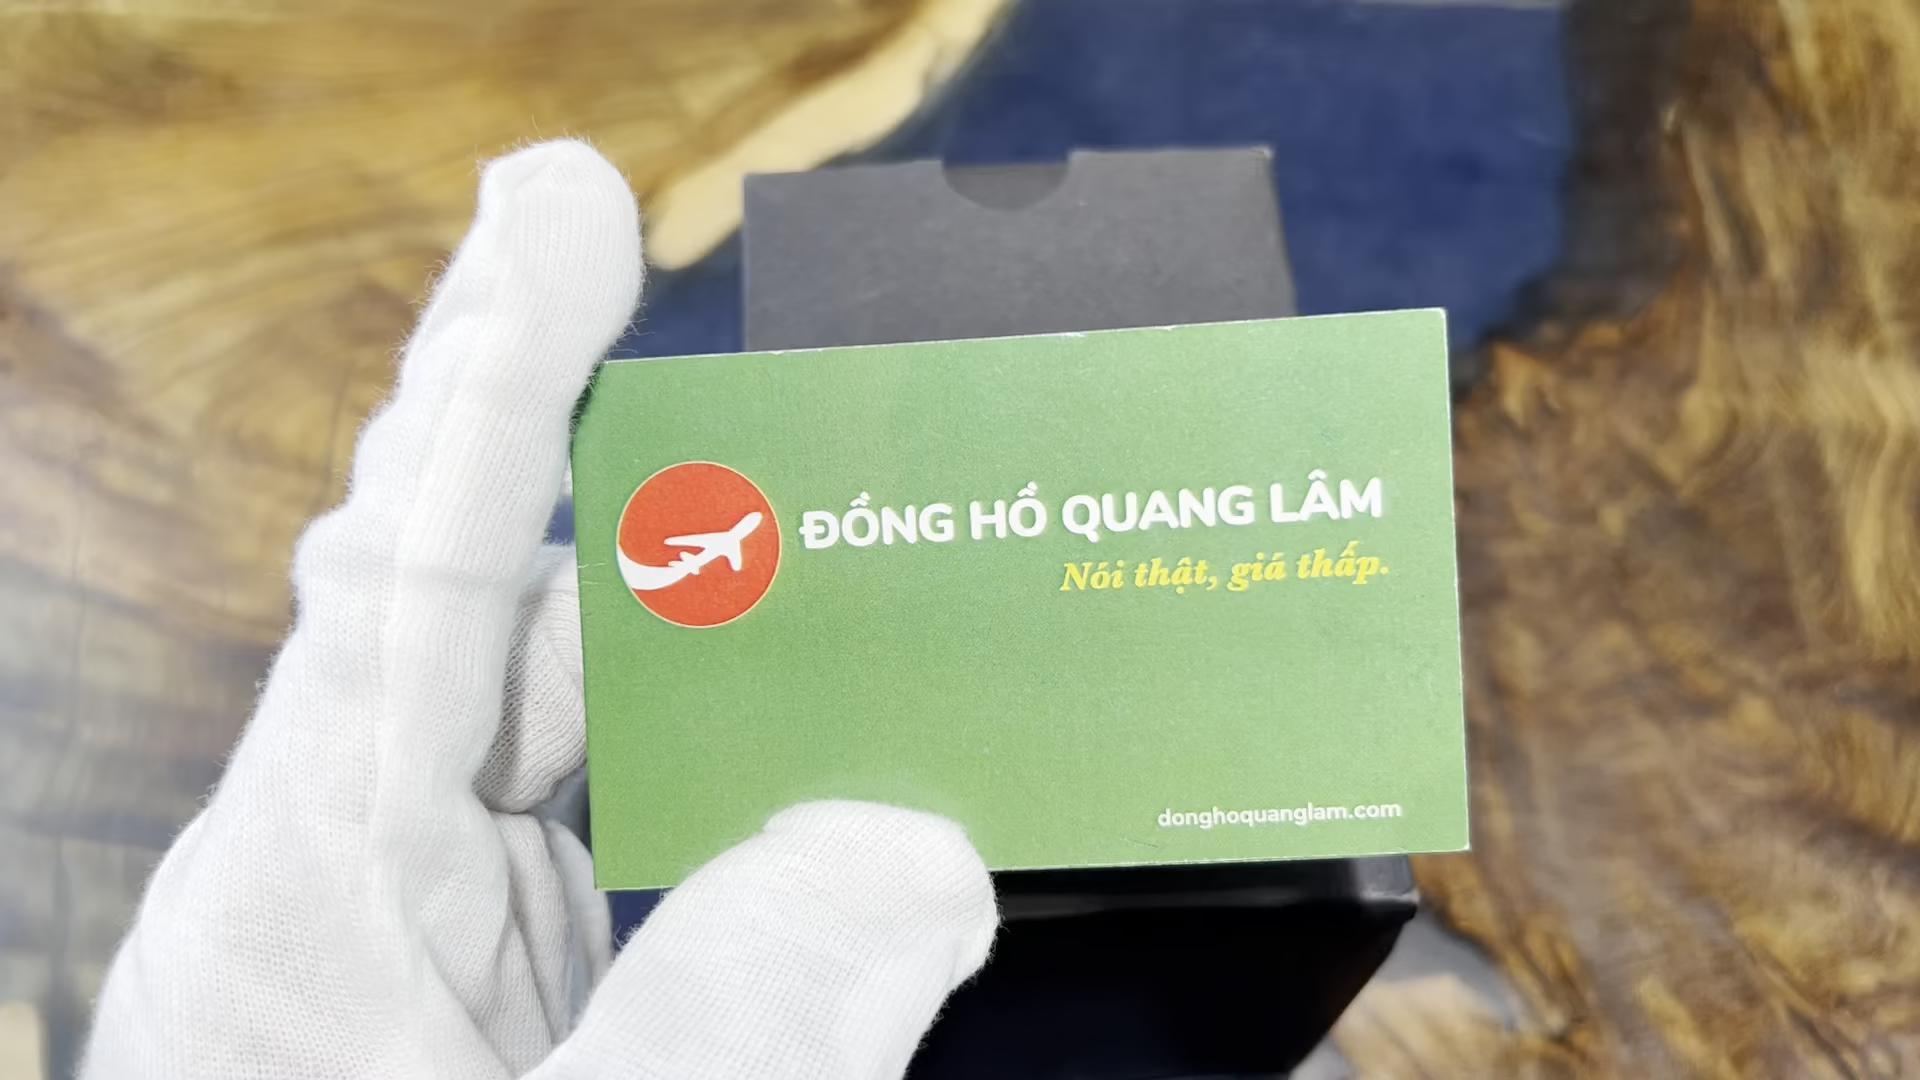 ĐỒNG HỒ QUANG LÂM
Nói thật, giá thấp.
donghoquanglam.com